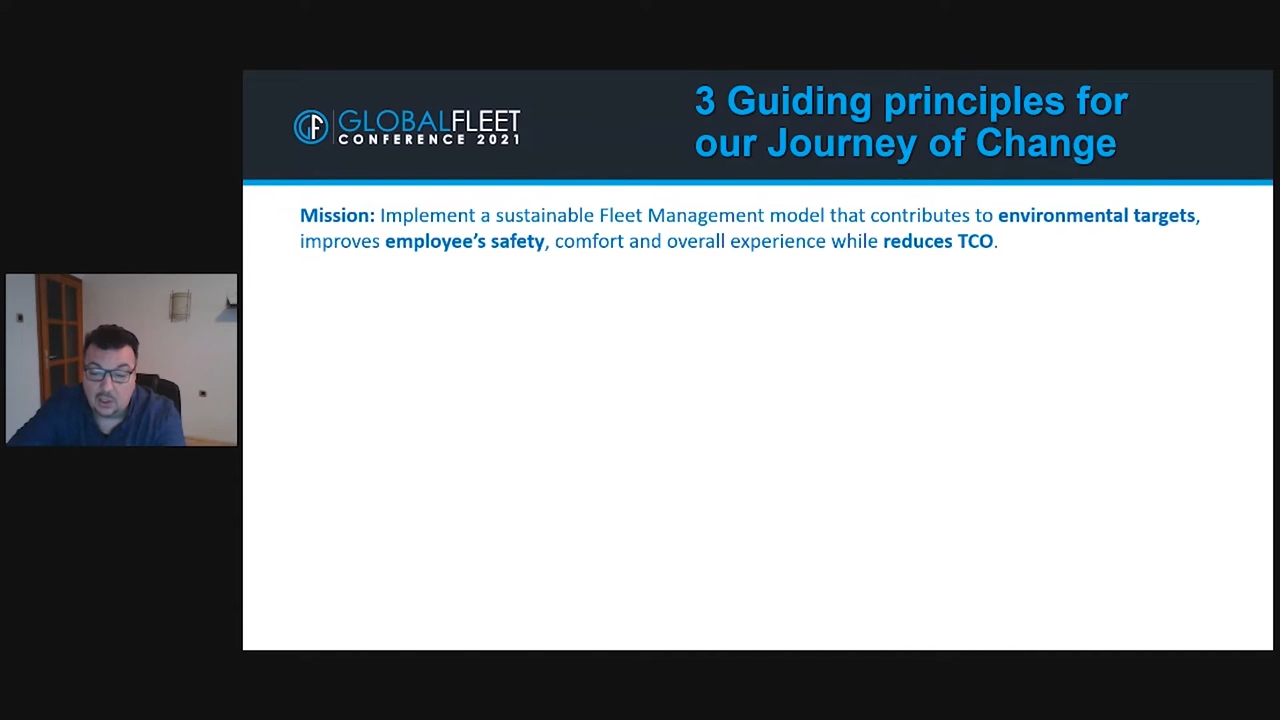 GF GLOBALFLEET
CONFERENCE 2021
3 Guiding principles for
our Journey of Change
Mission: Implement a sustainable Fleet Management model that contributes to environmental targets,
improves employee’s safety, comfort and overall experience while reduces TCO.